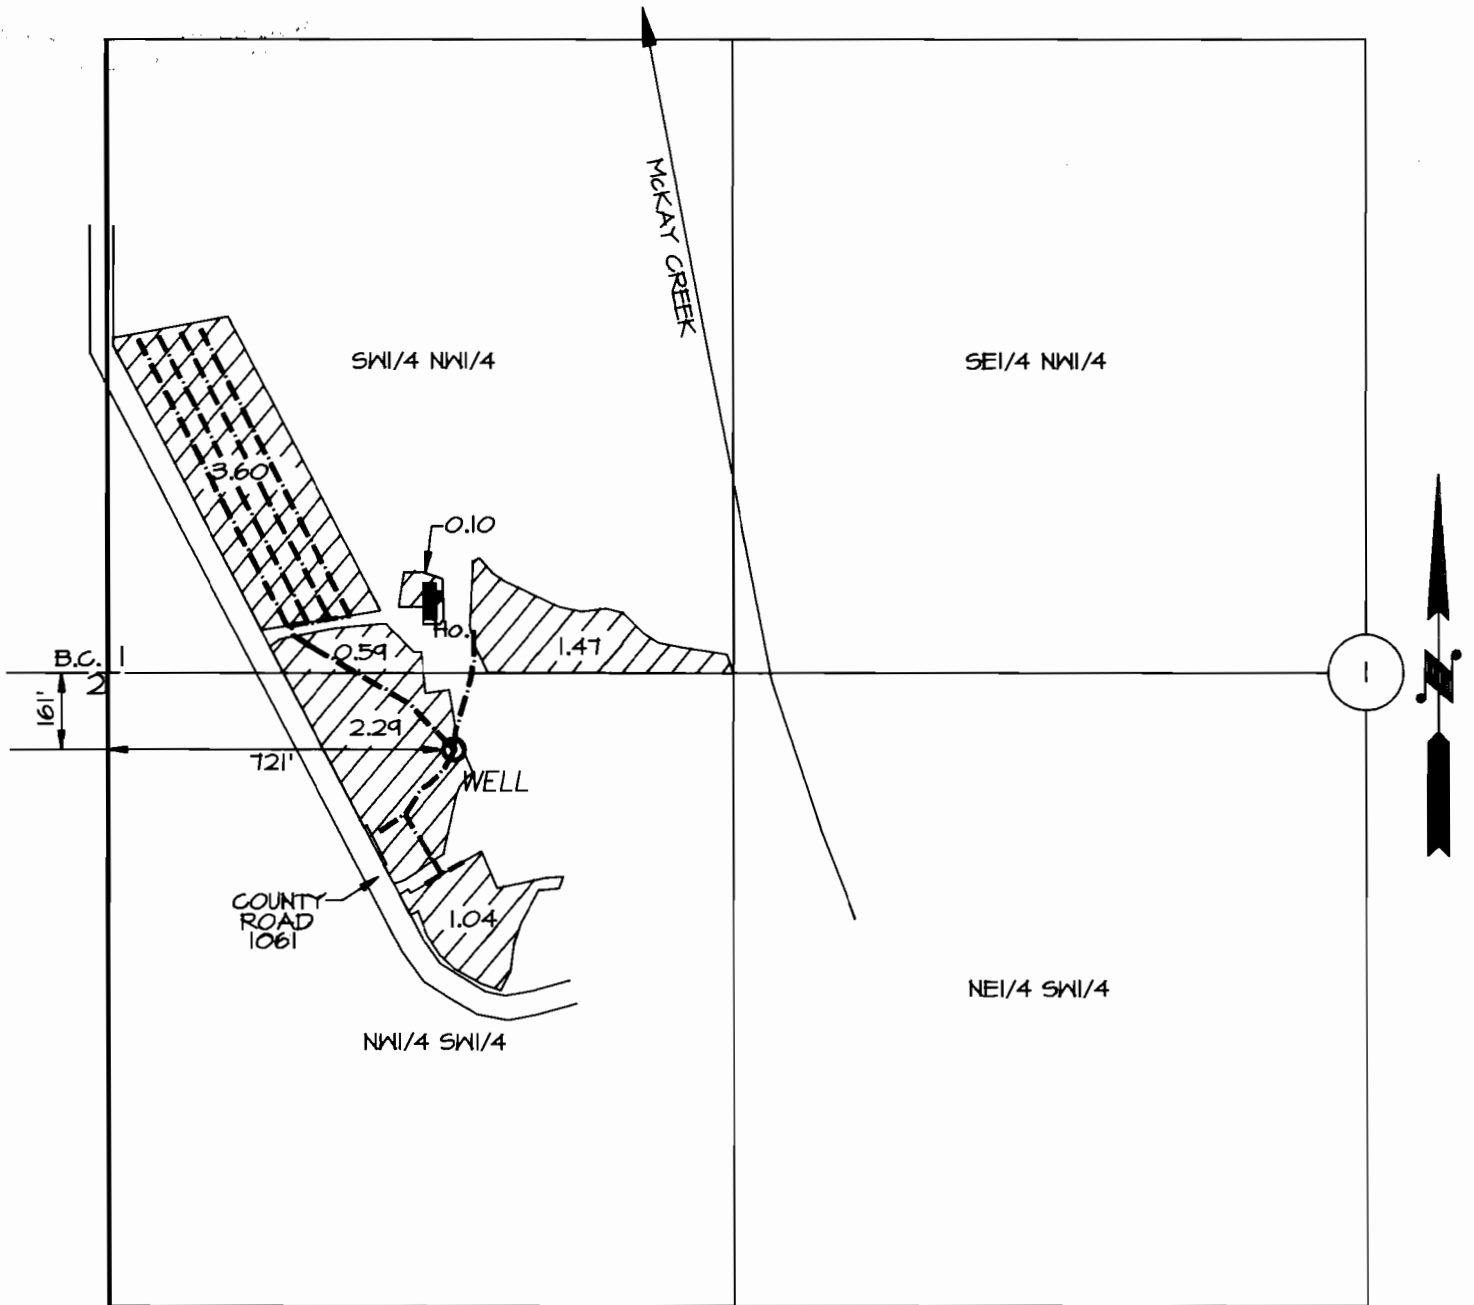 McKAY CREEK
SW1/4 NW1/4
SE1/4 NW1/4
3.60
0.10
HO.
1.47
0.59
B.C. 1
2
1
161'
2.29
721'
WELL
COUNTY
ROAD
1061
1.04
NE1/4 SW1/4
NW1/4 SW1/4
N